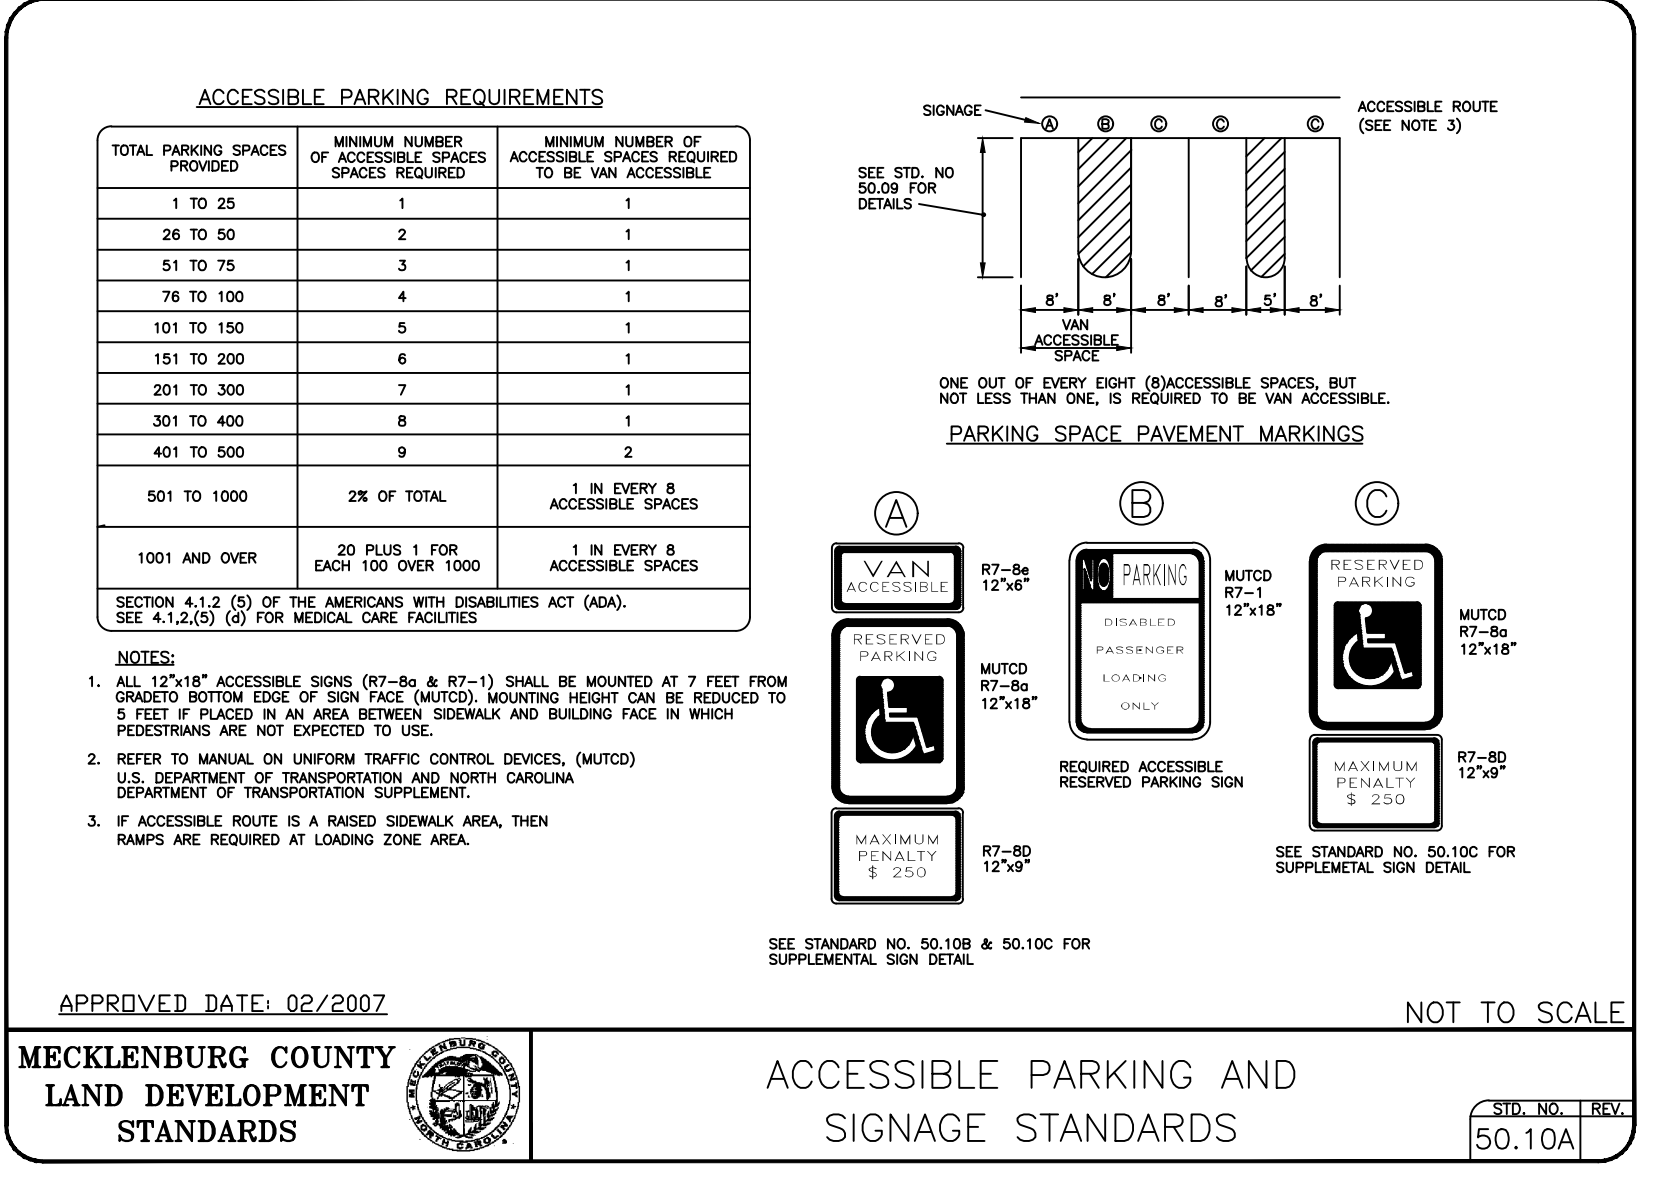 ACCESSIBLE PARKING REQUIREMENTS
TOTAL PARKING SPACES
PROVIDED
MINIMUM NUMBER
OF ACCESSIBLE SPACES
SPACES REQUIRED
MINIMUM NUMBER OF
ACCESSIBLE SPACES REQUIRED
TO BE VAN ACCESSIBLE
1 TO 25 1 1
26 TO 50 2 1
51 TO 75 3 1
76 TO 100 4 1
101 TO 150 5 1
151 TO 200 6 1
201 TO 300 7 1
301 TO 400 8 1
401 TO 500 9 2
501 TO 1000
2% OF TOTAL
1 IN EVERY 8
ACCESSIBLE SPACES
1001 AND OVER
20 PLUS 1 FOR
EACH 100 OVER 1000
1 IN EVERY 8
ACCESSIBLE SPACES
SECTION 4.1.2 (5) OF THE AMERICANS WITH DISABILITIES ACT (ADA).
SEE 4.1,2,(5) (d) FOR MEDICAL CARE FACILITIES
NOTES:
1. ALL 12"x18" ACCESSIBLE SIGNS (R7-8a & R7-1) SHALL BE MOUNTED AT 7 FEET FROM
GRADETO BOTTOM EDGE OF SIGN FACE (MUTCD). MOUNTING HEIGHT CAN BE REDUCED TO
5 FEET IF PLACED IN AN AREA BETWEEN SIDEWALK AND BUILDING FACE IN WHICH
PEDESTRIANS ARE NOT EXPECTED TO USE.
2. REFER TO MANUAL ON UNIFORM TRAFFIC CONTROL DEVICES, (MUTCD)
U.S. DEPARTMENT OF TRANSPORTATION AND NORTH CAROLINA
DEPARTMENT OF TRANSPORTATION SUPPLEMENT.
3. IF ACCESSIBLE ROUTE IS A RAISED SIDEWALK AREA, THEN
RAMPS ARE REQUIRED AT LOADING ZONE AREA.
SIGNAGE
A B C C C
ACCESSIBLE ROUTE
(SEE NOTE 3)
SEE STD. NO
50.09 FOR
DETAILS
8' 8' 8' 8' 5' 8'
VAN
ACCESSIBLE
SPACE
ONE OUT OF EVERY EIGHT (8)ACCESSIBLE SPACES, BUT
NOT LESS THAN ONE, IS REQUIRED TO BE VAN ACCESSIBLE.
PARKING SPACE PAVEMENT MARKINGS
A
VAN
ACCESSIBLE
R7-8e
12"x6"
RESERVED
PARKING
MUTCD
R7-8a
12"x18"
MAXIMUM
PENALTY
$ 250
R7-8D
12"x9"
SEE STANDARD NO. 50.10B & 50.10C FOR
SUPPLEMENTAL SIGN DETAIL
B
NO PARKING
DISABLED
PASSENGER
LOADING
ONLY
MUTCD
R7-1
12"x18"
REQUIRED ACCESSIBLE
RESERVED PARKING SIGN
C
RESERVED
PARKING
MUTCD
R7-8a
12"x18"
MAXIMUM
PENALTY
$ 250
R7-8D
12"x9"
SEE STANDARD NO. 50.10C FOR
SUPPLEMETAL SIGN DETAIL
APPROVED DATE: 02/2007
NOT TO SCALE
MECKLENBURG COUNTY
LAND DEVELOPMENT
STANDARDS
MECKLENBURG COUNTY
NORTH CAROLINA
ACCESSIBLE PARKING AND
SIGNAGE STANDARDS
STD. NO. REV.
50.10A